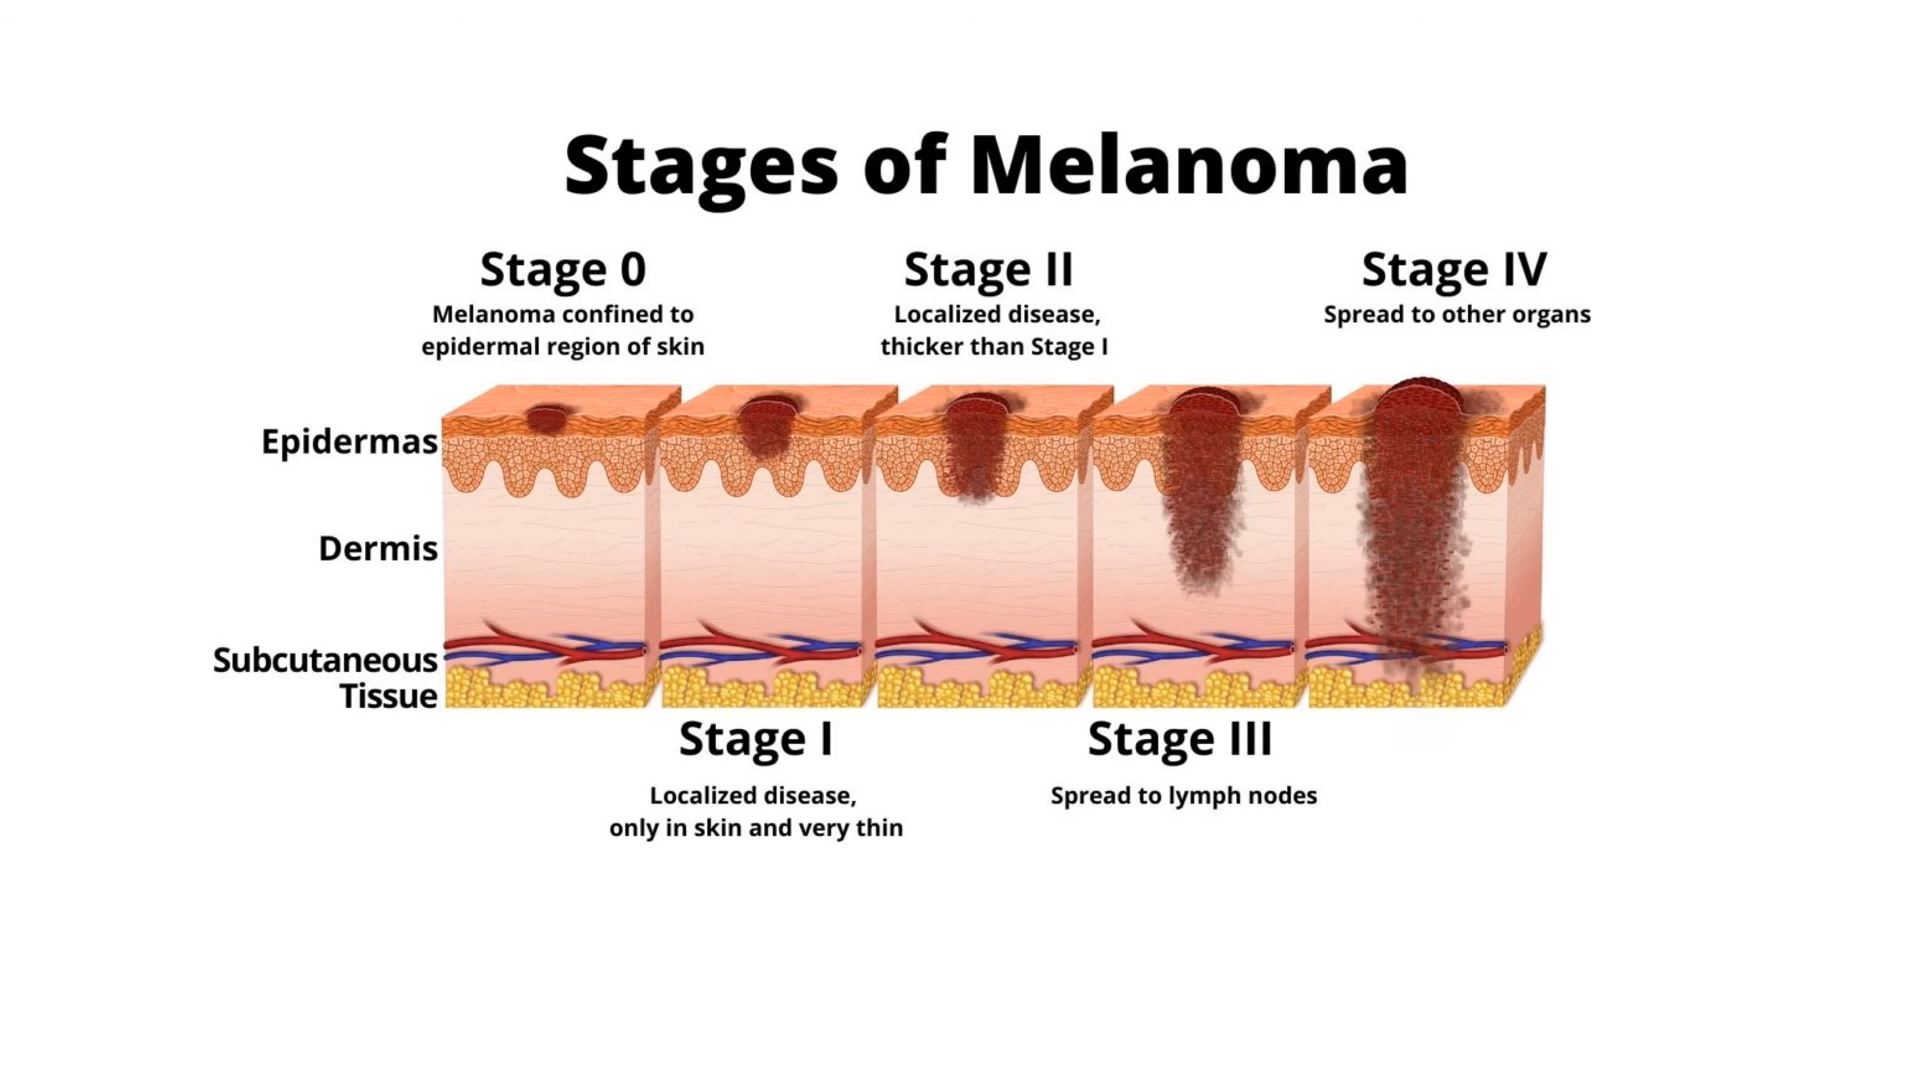 Stages of Melanoma
Stage 0
Melanoma confined to
epidermal region of skin
Stage II
Localized disease,
thicker than Stage I
Stage IV
Spread to other organs
Epidermas
Dermis
Subcutaneous
Tissue
Stage I
Localized disease,
only in skin and very thin
Stage III
Spread to lymph nodes